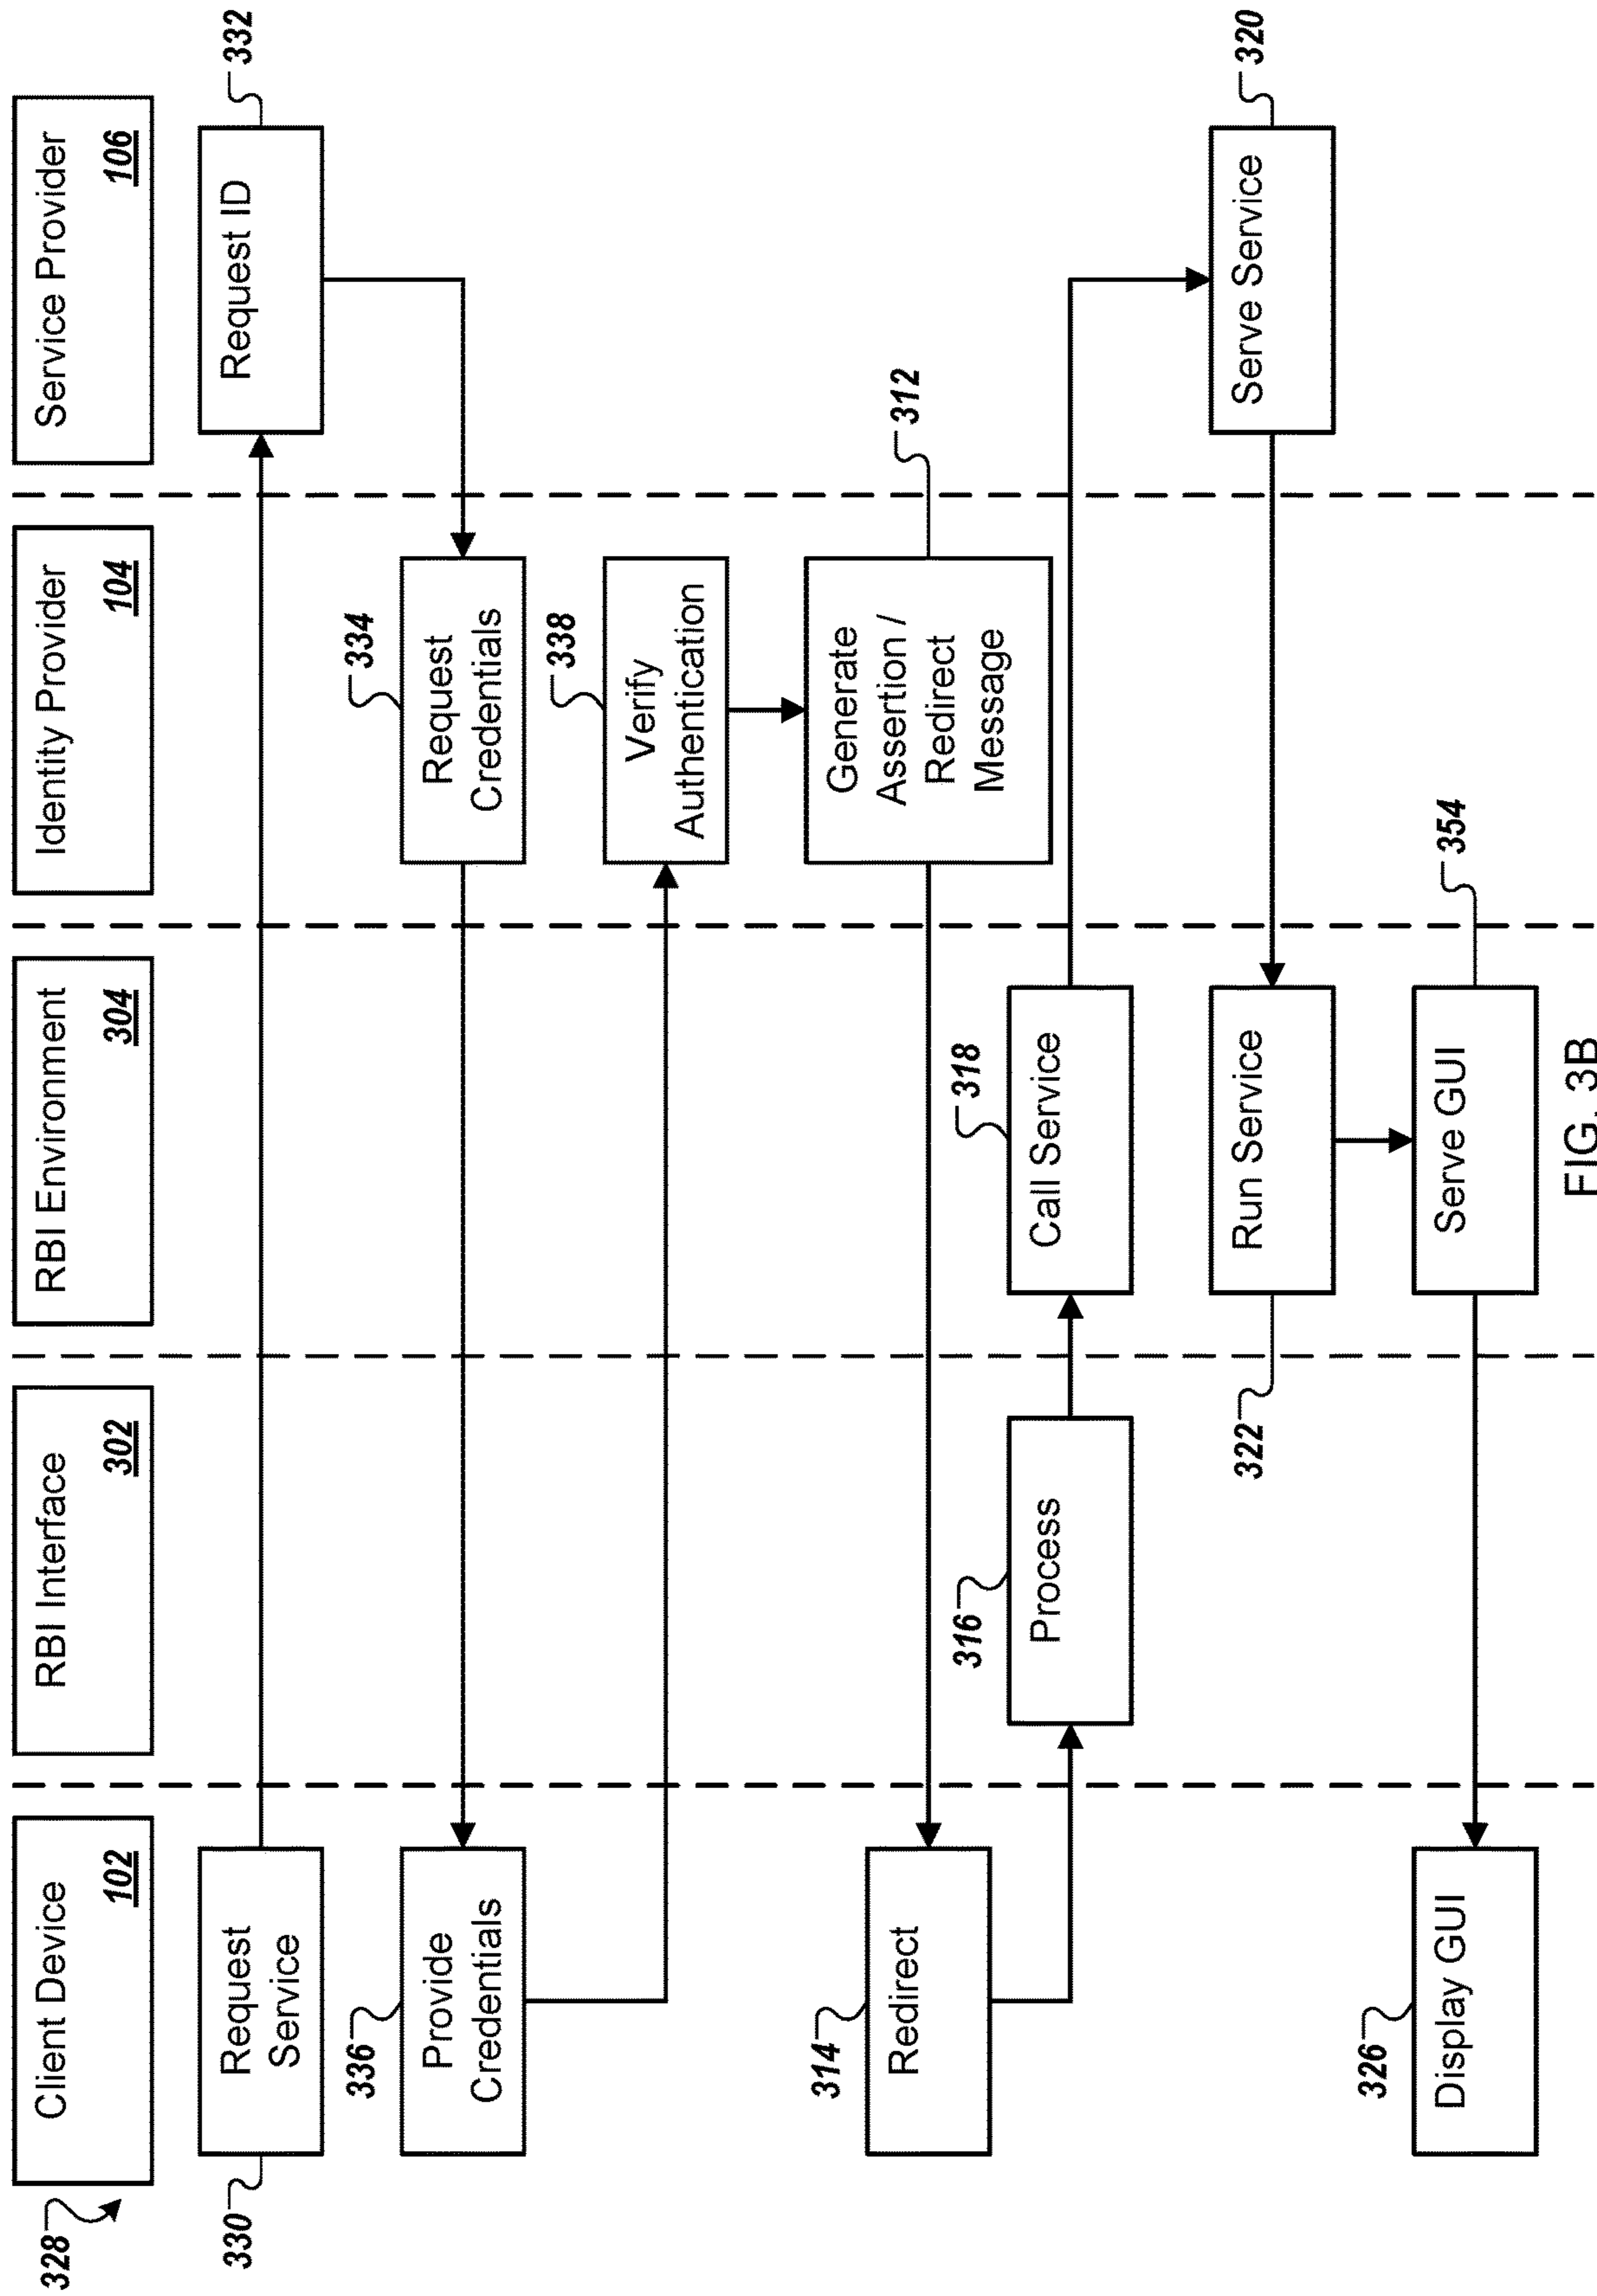 328
Client Device
102
RBI Interface
302
RBI Environment
304
Identity Provider
104
Service Provider
106
330
Request
Service
Request ID
332
336
Provide
Credentials
334
Request
Credentials
338
Verify
Authentication
314
Redirect
Generate
Assertion /
Redirect
Message
312
316
Process
318
Call Service
322
Run Service
Serve Service
320
326
Display GUI
Serve GUI
354
FIG. 3B